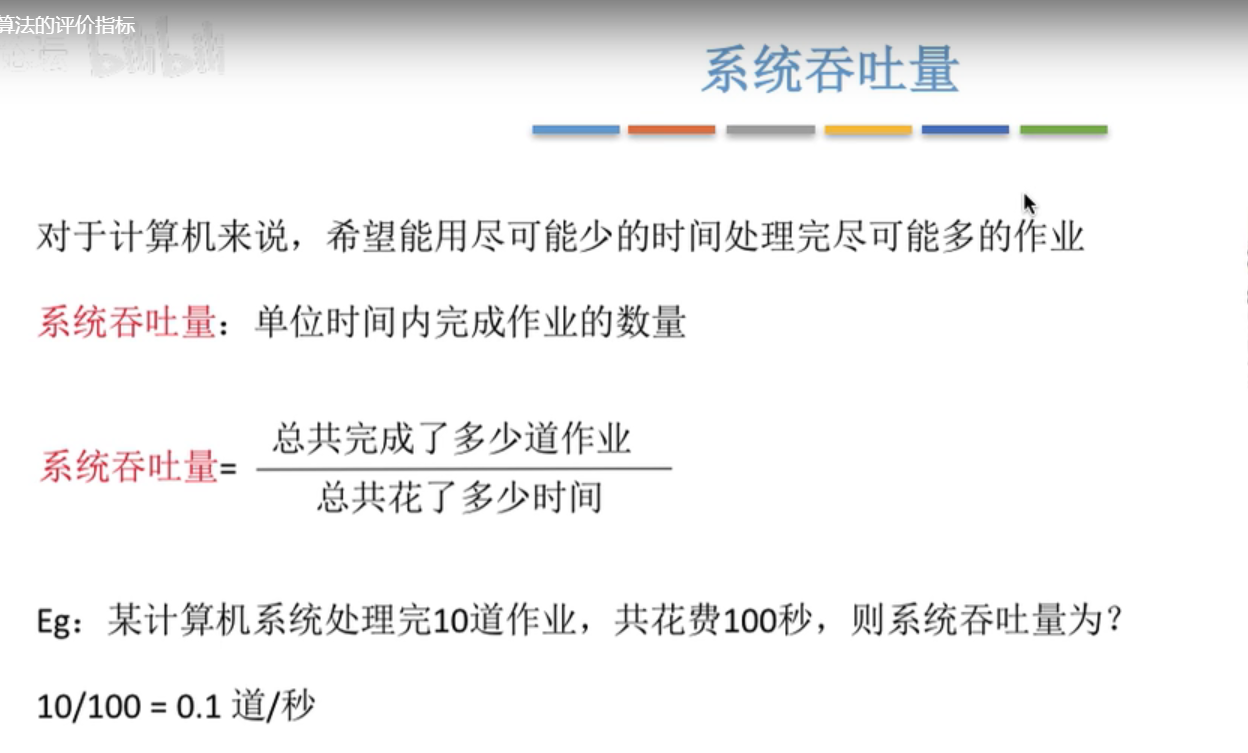 算法的评价指标
bilibili
系统吞吐量
对于计算机来说，希望能用尽可能少的时间处理完尽可能多的作业
系统吞吐量：单位时间内完成作业的数量
系统吞吐量=
总共完成了多少道作业
总共花了多少时间
Eg：某计算机系统处理完10道作业，共花费100秒，则系统吞吐量为？
10/100 = 0.1 道/秒